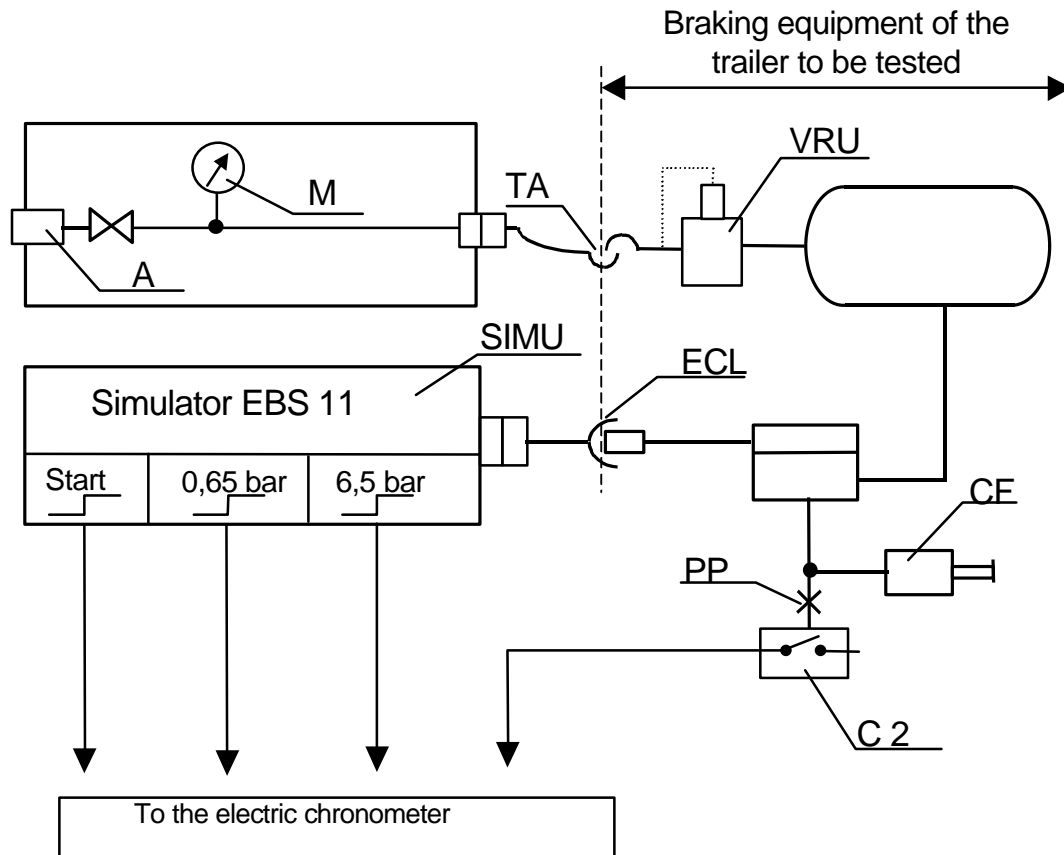 Braking equipment of the
trailer to be tested
VRU
M
TA
A
SIMU
ECL
Simulator EBS 11
Start
0,65 bar
6,5 bar
CF
PP
C 2
To the electric chronometer